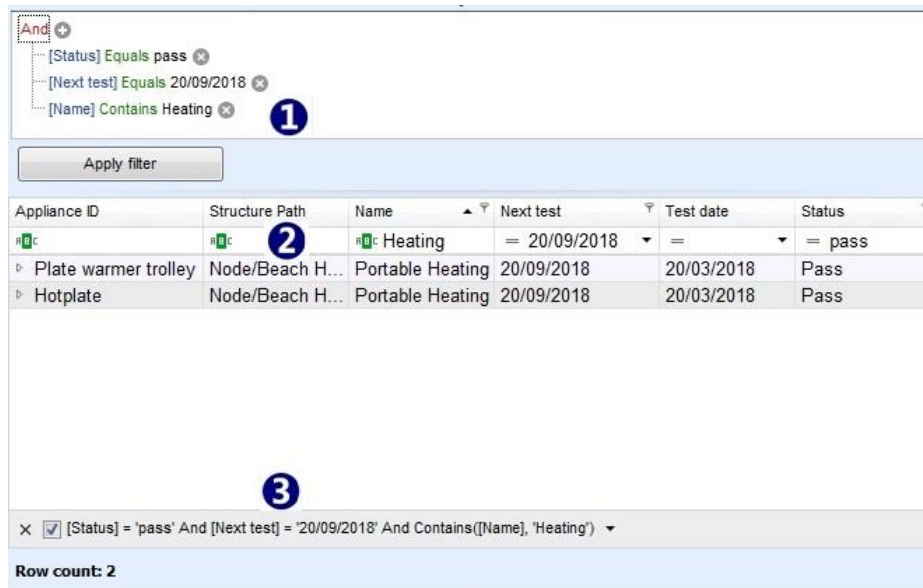 And
[Status] Equals pass
[Next test] Equals 20/09/2018
[Name] Contains Heating
1
Apply filter
Appliance ID Structure Path Name Next test Test date Status
ABC ABC 2 ABC Heating = 20/09/2018 = = pass
Plate warmer trolley Node/Beach H... Portable Heating 20/09/2018 20/03/2018 Pass
Hotplate Node/Beach H... Portable Heating 20/09/2018 20/03/2018 Pass
3
[Status] = 'pass' And [Next test] = '20/09/2018' And Contains([Name], 'Heating')
Row count: 2